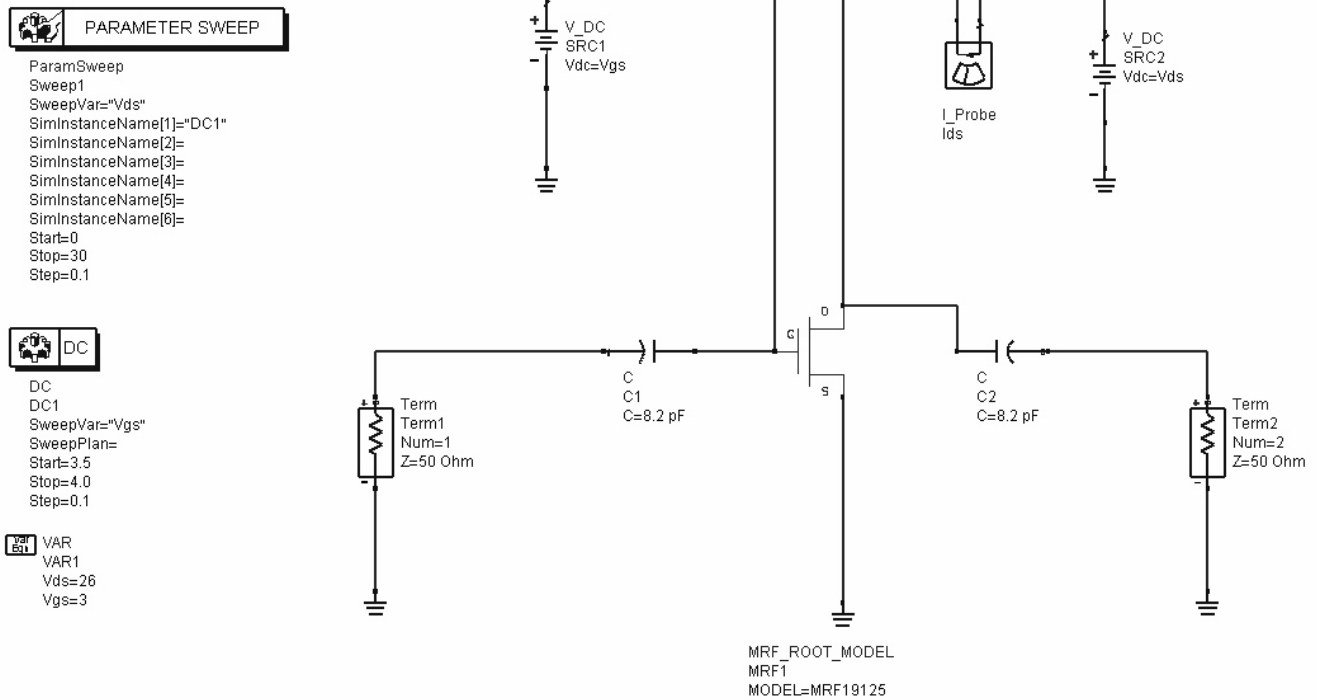 PARAMETER SWEEP
ParamSweep
Sweep1
SweepVar="Vds"
SimInstanceName[1]="DC1"
SimInstanceName[2]=
SimInstanceName[3]=
SimInstanceName[4]=
SimInstanceName[5]=
SimInstanceName[6]=
Start=0
Stop=30
Step=0.1
DC
DC
DC1
SweepVar="Vgs"
SweepPlan=
Start=3.5
Stop=4.0
Step=0.1
Var
Eqn
VAR
VAR1
Vds=26
Vgs=3
+
V_DC
SRC1
Vdc=Vgs
-
I_Probe
Ids
+
V_DC
SRC2
Vdc=Vds
-
+
Term
Term1
Num=1
Z=50 Ohm
-
C
C1
C=8.2 pF
G
D
S
C
C2
C=8.2 pF
+
Term
Term2
Num=2
Z=50 Ohm
-
MRF_ROOT_MODEL
MRF1
MODEL=MRF19125